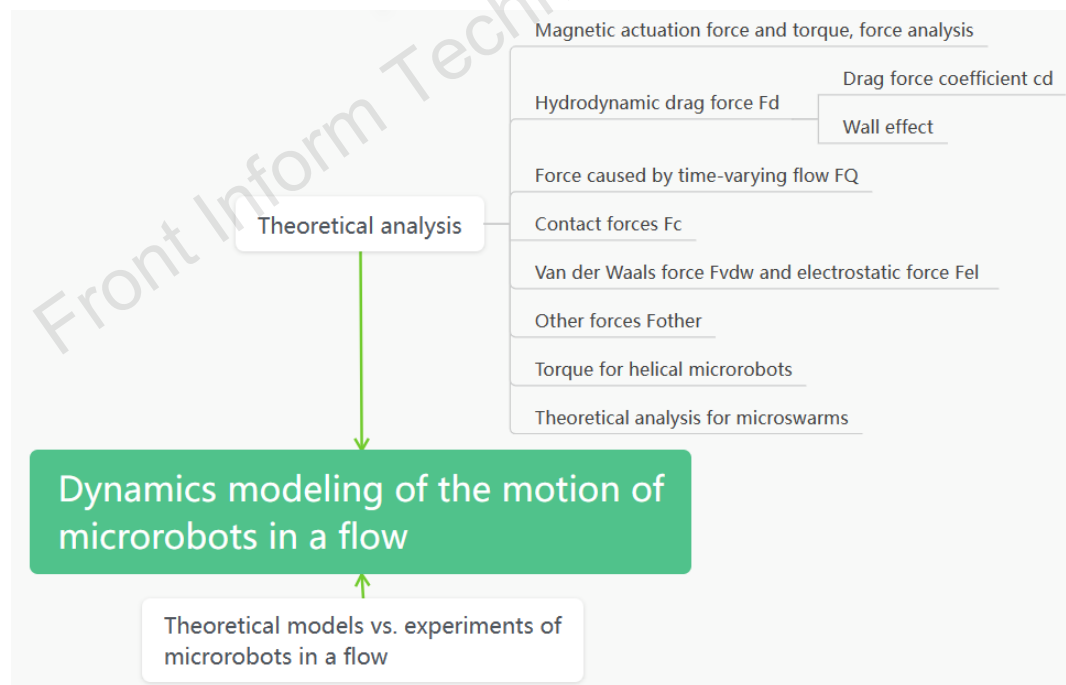 Magnetic actuation force and torque, force analysis
Hydrodynamic drag force Fd
Drag force coefficient cd
Wall effect
Force caused by time-varying flow FQ
Contact forces Fc
Van der Waals force Fvdw and electrostatic force Fel
Other forces Fother
Torque for helical microrobots
Theoretical analysis for microswarms
Theoretical analysis
Dynamics modeling of the motion of
microrobots in a flow
Theoretical models vs. experiments of
microrobots in a flow
Front Inform Techn